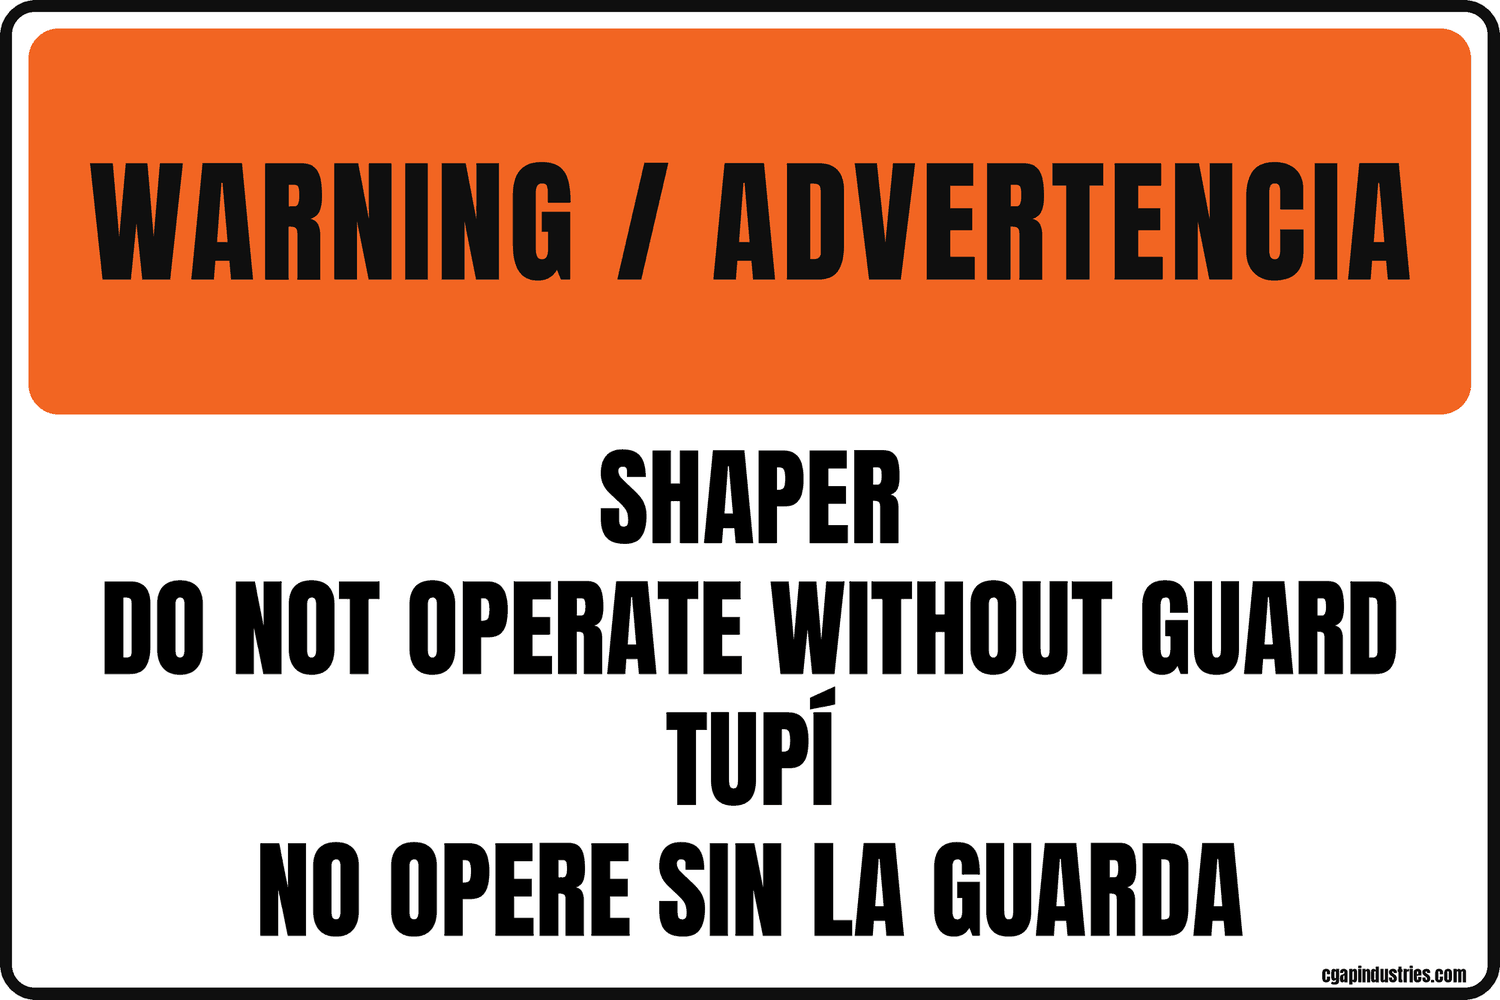 WARNING / ADVERTENCIA
SHAPER
DO NOT OPERATE WITHOUT GUARD
TUPÍ
NO OPERE SIN LA GUARDA
cgapindustries.com